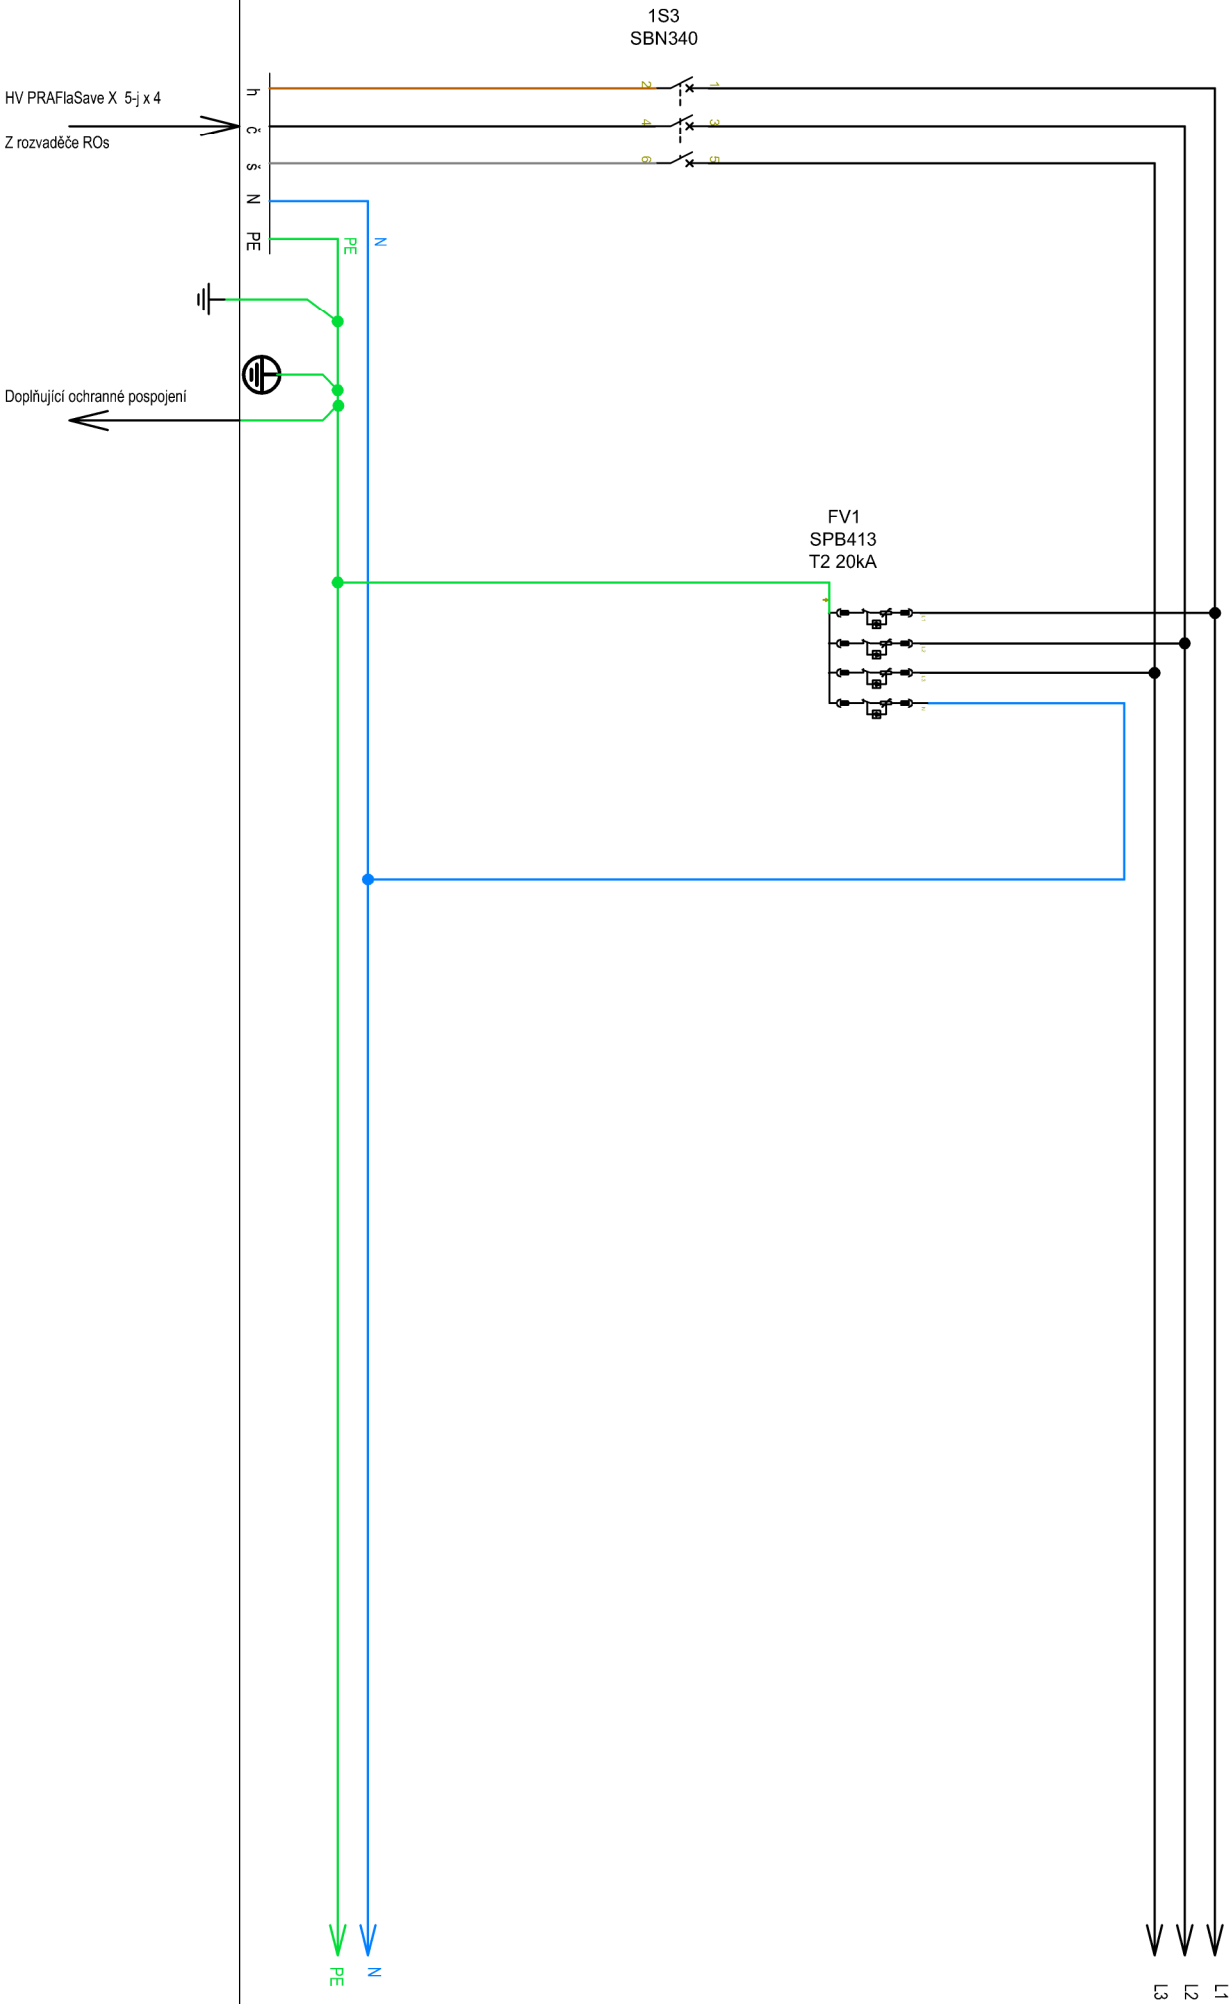 1S3
SBN340
HV PRAFlaSave X 5-j x 4
Z rozvaděče ROs
h
č
š
N
PE
2
1
4
3
6
5
PE
N
Doplňující ochranné pospojení
FV1
SPB413
T2 20kA
PE
N
L3
L2
L1